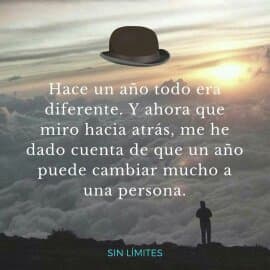 Hace un año todo era
diferente. Y ahora que
miro hacia atrás, me he
dado cuenta de que un año
puede cambiar mucho a
una persona.
SIN LÍMITES